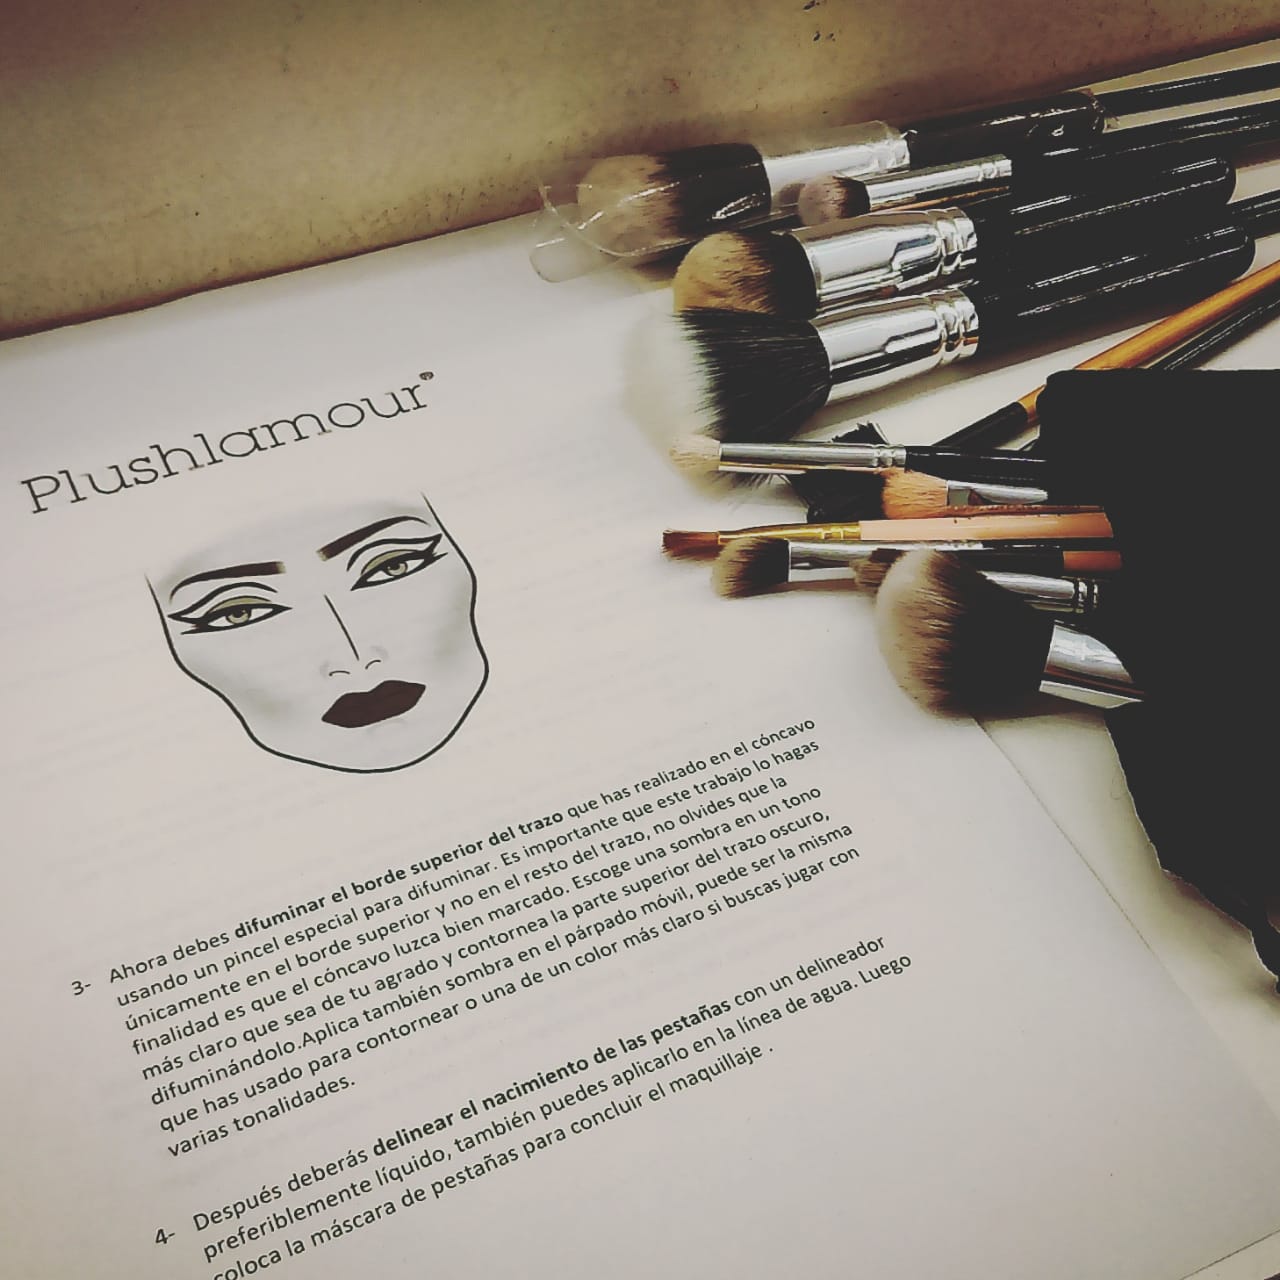 Plushlamour®
3- Ahora debes difuminar el borde superior del trazo que has realizado en el cóncavo
usando un pincel especial para difuminar. Es importante que este trabajo lo hagas
únicamente en el borde superior y no en el resto del trazo, no olvides que la
finalidad es que el cóncavo luzca bien marcado. Escoge una sombra en un tono
más claro que sea de tu agrado y contornea la parte superior del trazo oscuro,
difuminándolo.Aplica también sombra en el párpado móvil, puede ser la misma
que has usado para contornear o una de un color más claro si buscas jugar con
varias tonalidades.
4- Después deberás delinear el nacimiento de las pestañas con un delineador
preferiblemente líquido, también puedes aplicarlo en la línea de agua. Luego
coloca la máscara de pestañas para concluir el maquillaje .